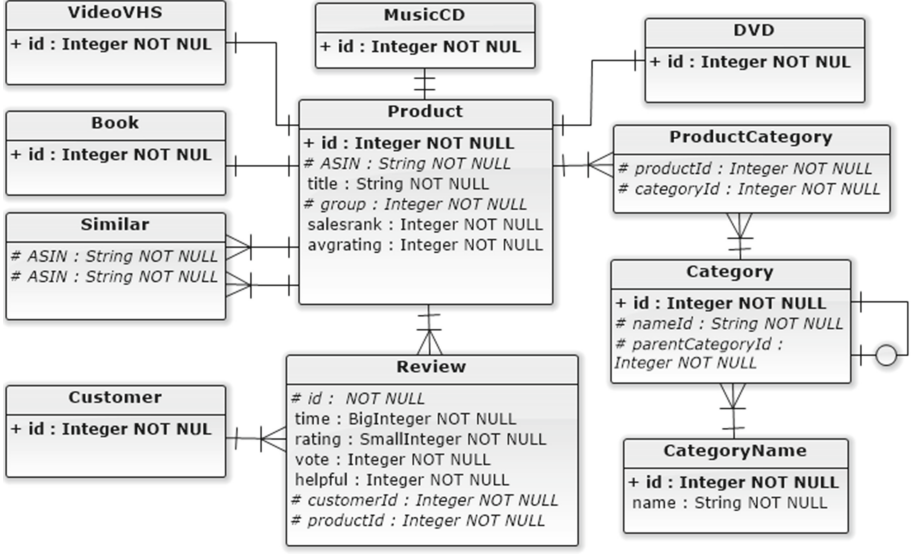 VideoVHS
+ id : Integer NOT NUL
MusicCD
+ id : Integer NOT NUL
DVD
+ id : Integer NOT NUL
Book
+ id : Integer NOT NUL
Product
+ id : Integer NOT NULL
# ASIN : String NOT NULL
title : String NOT NULL
# group : Integer NOT NULL
salesrank : Integer NOT NULL
avgrating : Integer NOT NULL
ProductCategory
# productId : Integer NOT NULL
# categoryId : Integer NOT NULL
Similar
# ASIN : String NOT NULL
# ASIN : String NOT NULL
Category
+ id : Integer NOT NULL
# nameId : String NOT NULL
# parentCategoryId :
Integer NOT NULL
Review
# id : NOT NULL
time : BigInteger NOT NULL
rating : SmallInteger NOT NULL
vote : Integer NOT NULL
helpful : Integer NOT NULL
# customerId : Integer NOT NULL
# productId : Integer NOT NULL
Customer
+ id : Integer NOT NUL
CategoryName
+ id : Integer NOT NULL
name : String NOT NULL